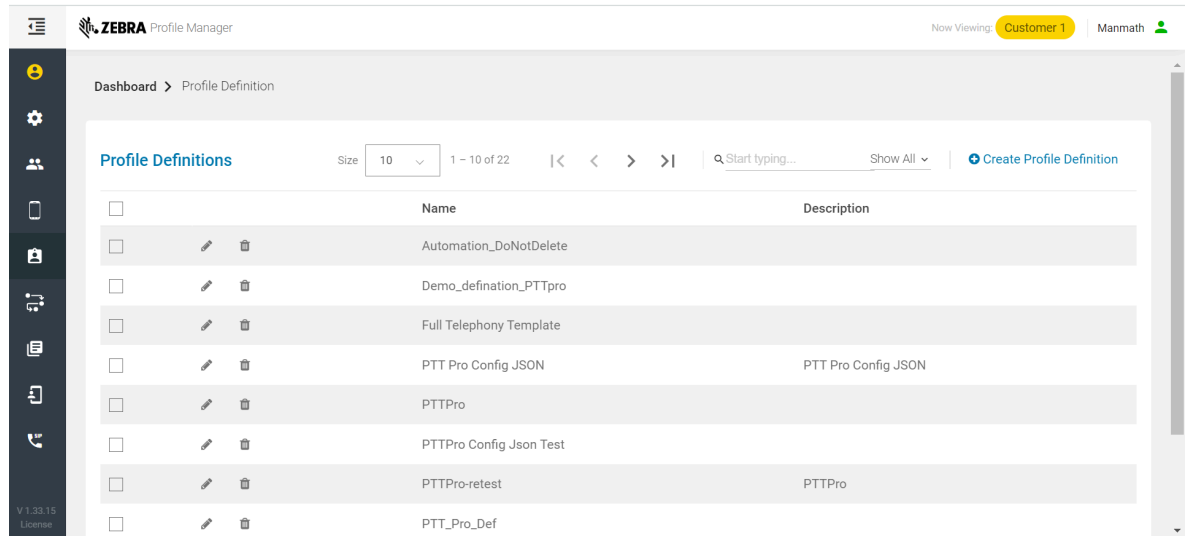 ZEBRA Profile Manager
Now Viewing: Customer 1 Manmath
Dashboard > Profile Definition
Profile Definitions Size 10 1 – 10 of 22 Start typing... Show All Create Profile Definition
Name Description
Automation_DoNotDelete
Demo_defination_PTTpro
Full Telephony Template
PTT Pro Config JSON PTT Pro Config JSON
PTTPro
PTTPro Config Json Test
PTTPro-retest PTTPro
PTT_Pro_Def
SIP
V 1.33.15
License